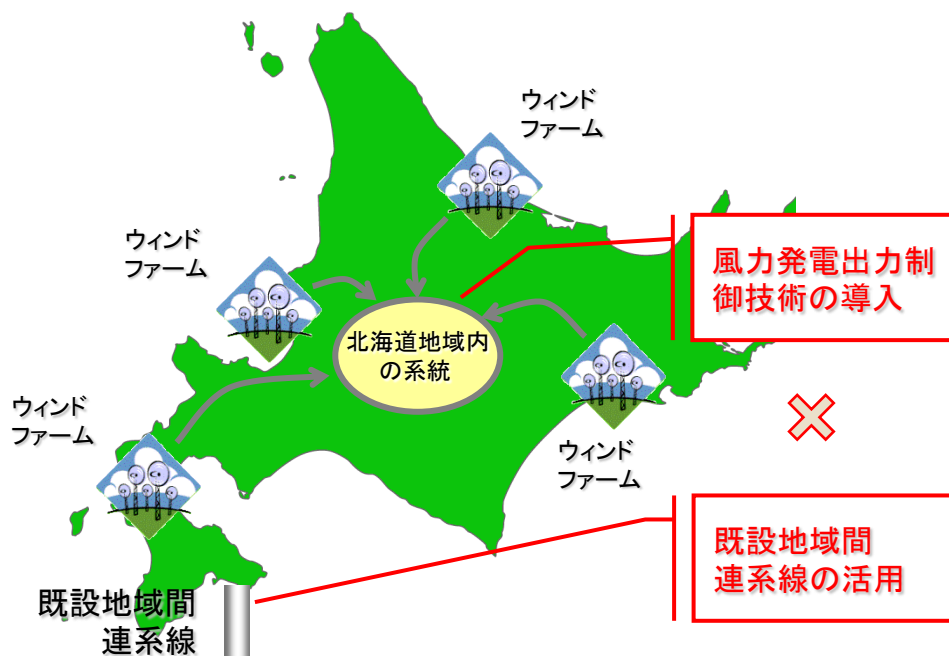 ウィンド
ファーム
ウィンド
ファーム
風力発電出力制
御技術の導入
北海道地域内
の系統
ウィンド
ファーム
ウィンド
ファーム
既設地域間
連系線の活用
既設地域間
連系線